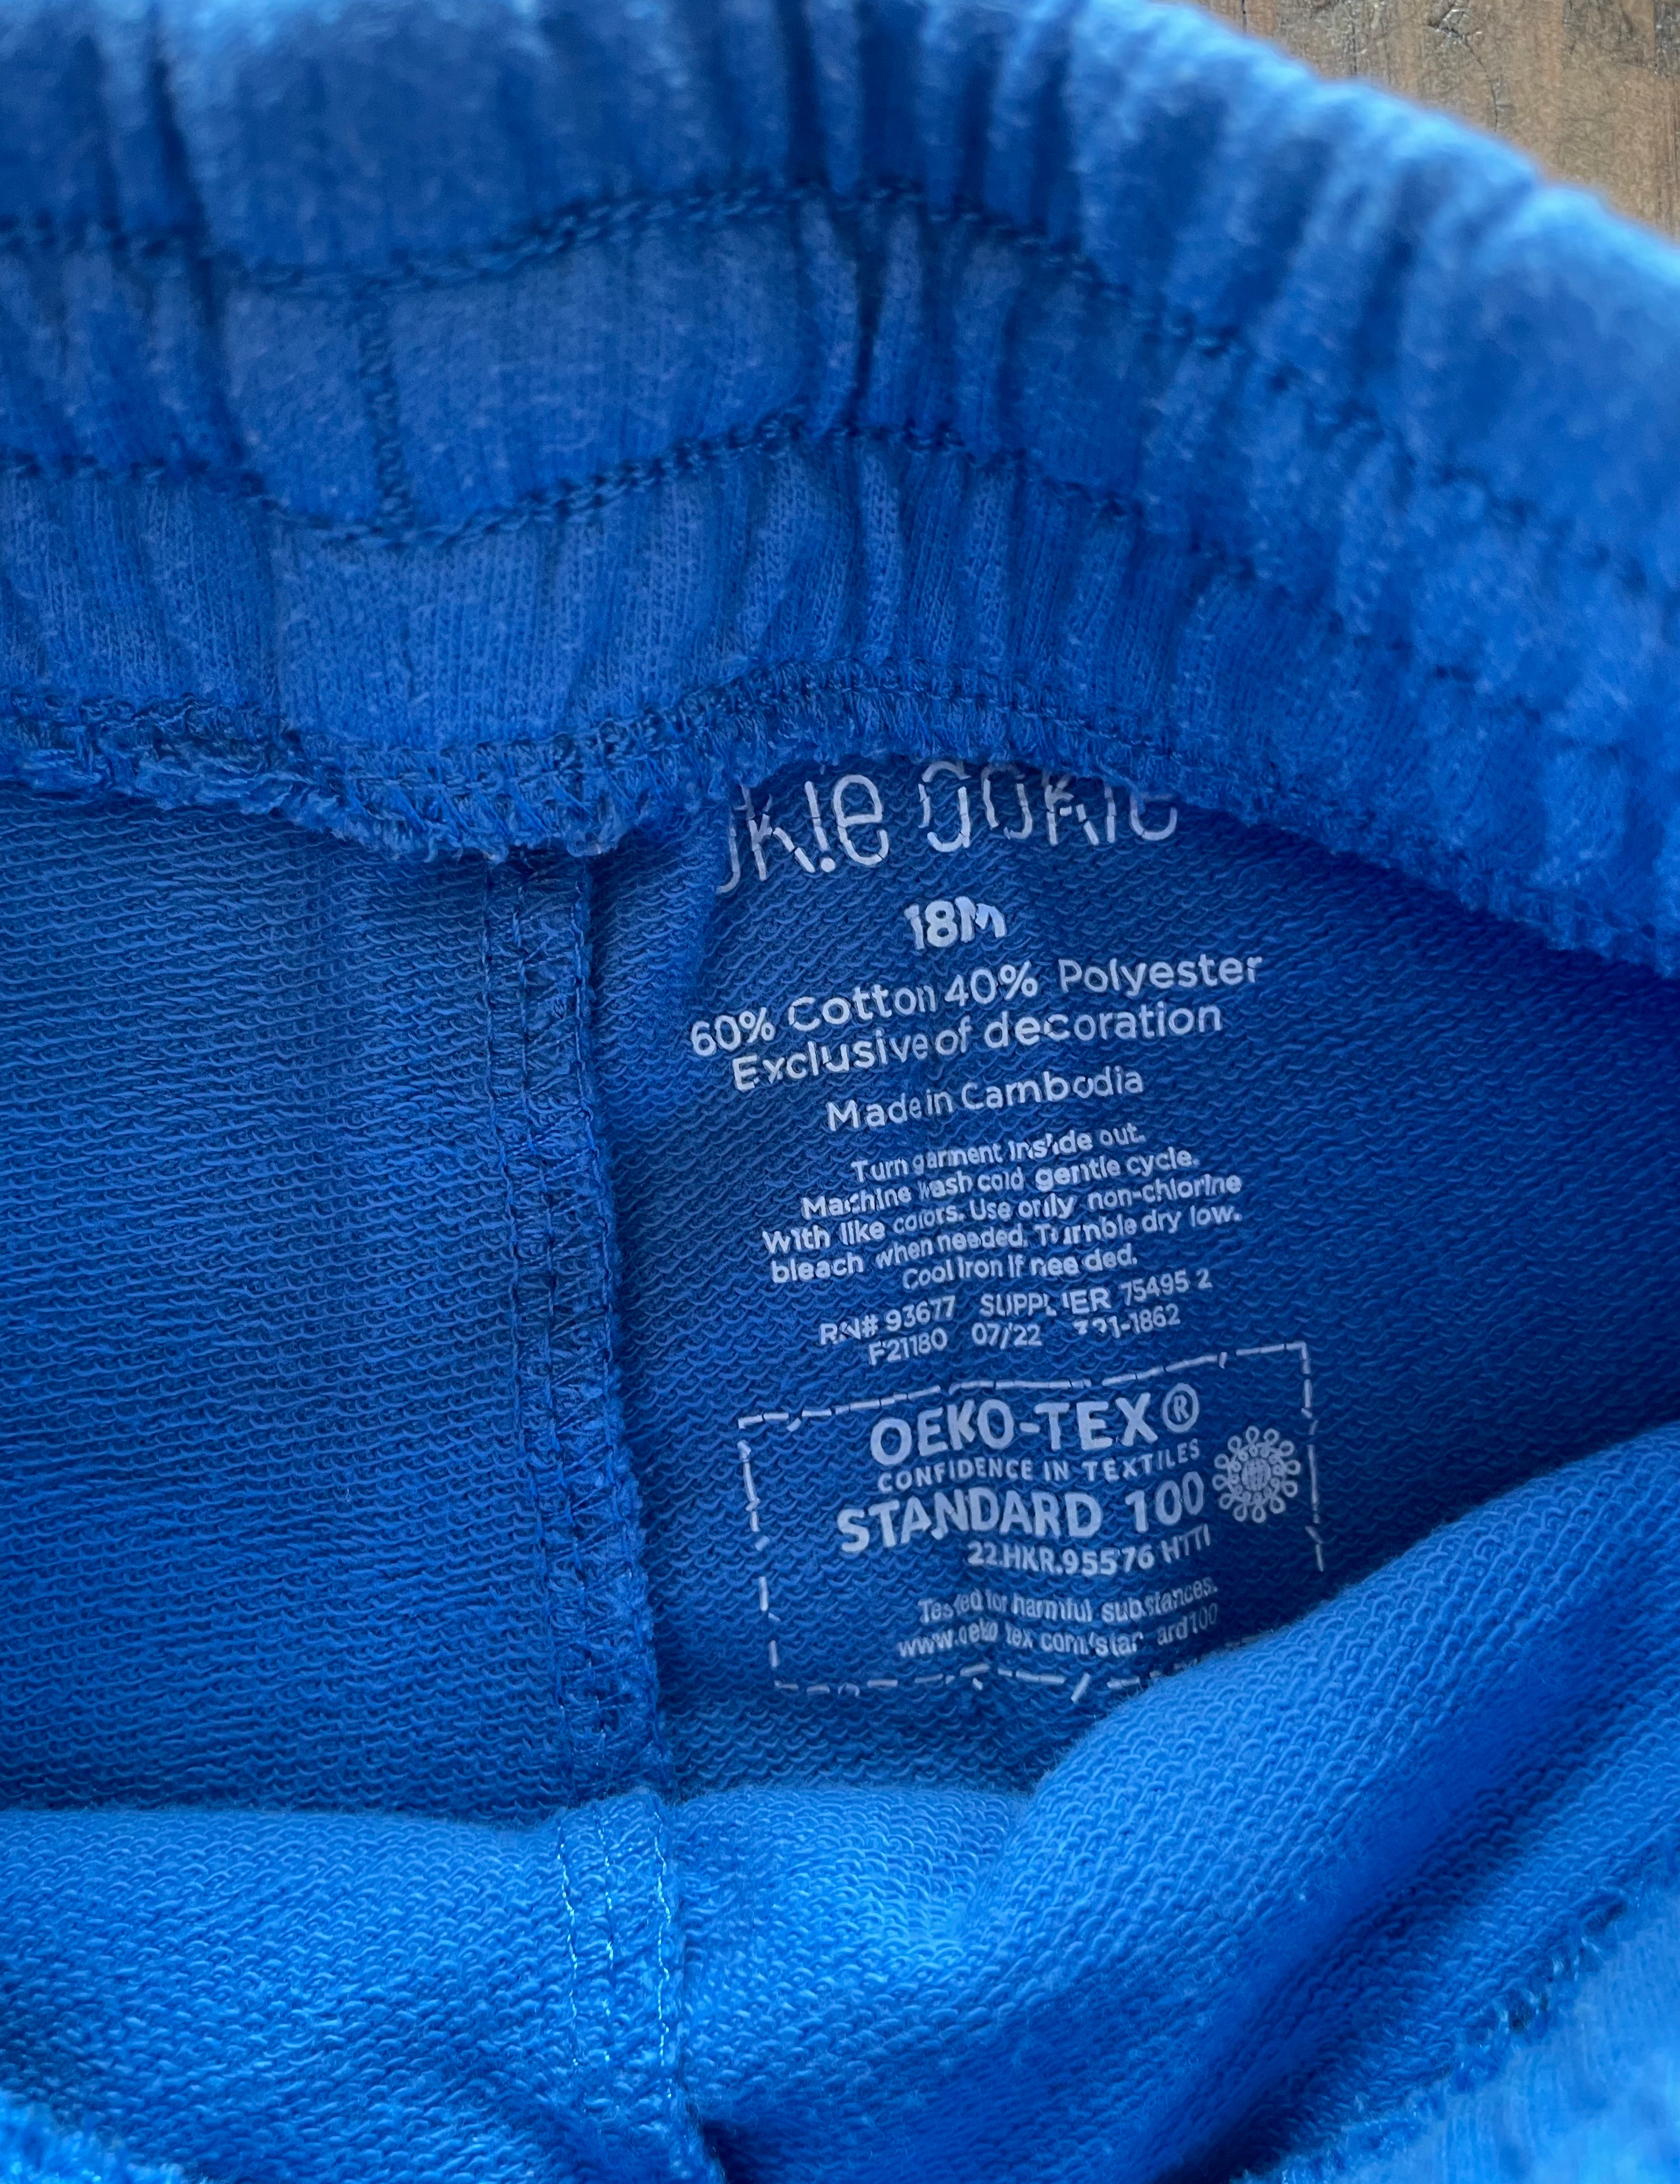 18M
60% Cotton 40% Polyester
Exclusive of decoration
Made in Cambodia
Turn garment inside out.
Machine wash cold gentle cycle.
With like colors. Use only non-chlorine
bleach when needed. Tumble dry low.
Cool iron if needed.
RN# 93677 SUPPLIER 75495 2
F21180 07/22
OEKO-TEX®
CONFIDENCE IN TEXTILES
STANDARD 100
22.HKR.95576 HTTI
Tested for harmful substances.